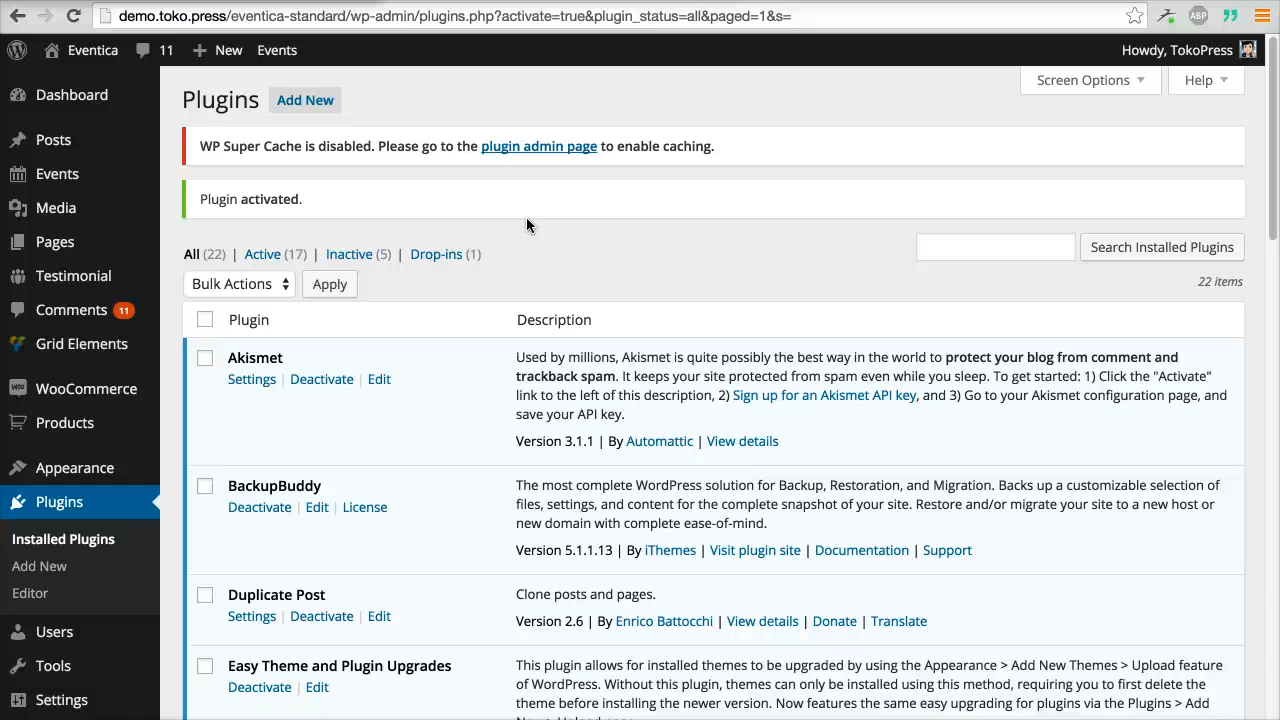 demo.toko.press/eventica-standard/wp-admin/plugins.php?activate=true&plugin_status=all&paged=1&s=
ABP
Eventica 11 New Events Howdy, TokoPress
Screen Options Help
Dashboard
Posts
Events
Media
Pages
Testimonial
Comments 11
Grid Elements
WooCommerce
Products
Appearance
Plugins
Installed Plugins
Add New
Editor
Users
Tools
Settings
Plugins Add New
WP Super Cache is disabled. Please go to the plugin admin page to enable caching.
Plugin activated.
All (22) | Active (17) | Inactive (5) | Drop-ins (1)
Search Installed Plugins
Bulk Actions Apply
22 items
Plugin Description
Akismet
Settings | Deactivate | Edit
Used by millions, Akismet is quite possibly the best way in the world to protect your blog from comment and
trackback spam. It keeps your site protected from spam even while you sleep. To get started: 1) Click the "Activate"
link to the left of this description, 2) Sign up for an Akismet API key, and 3) Go to your Akismet configuration page, and
save your API key.
Version 3.1.1 | By Automattic | View details
BackupBuddy
Deactivate | Edit | License
The most complete WordPress solution for Backup, Restoration, and Migration. Backs up a customizable selection of
files, settings, and content for the complete snapshot of your site. Restore and/or migrate your site to a new host or
new domain with complete ease-of-mind.
Version 5.1.1.13 | By iThemes | Visit plugin site | Documentation | Support
Duplicate Post
Settings | Deactivate | Edit
Clone posts and pages.
Version 2.6 | By Enrico Battocchi | View details | Donate | Translate
Easy Theme and Plugin Upgrades
Deactivate | Edit
This plugin allows for installed themes to be upgraded by using the Appearance > Add New Themes > Upload feature
of WordPress. Without this plugin, themes can only be installed using this method, requiring you to first delete the
theme before installing the newer version. Now features the same easy upgrading for plugins via the Plugins > Add